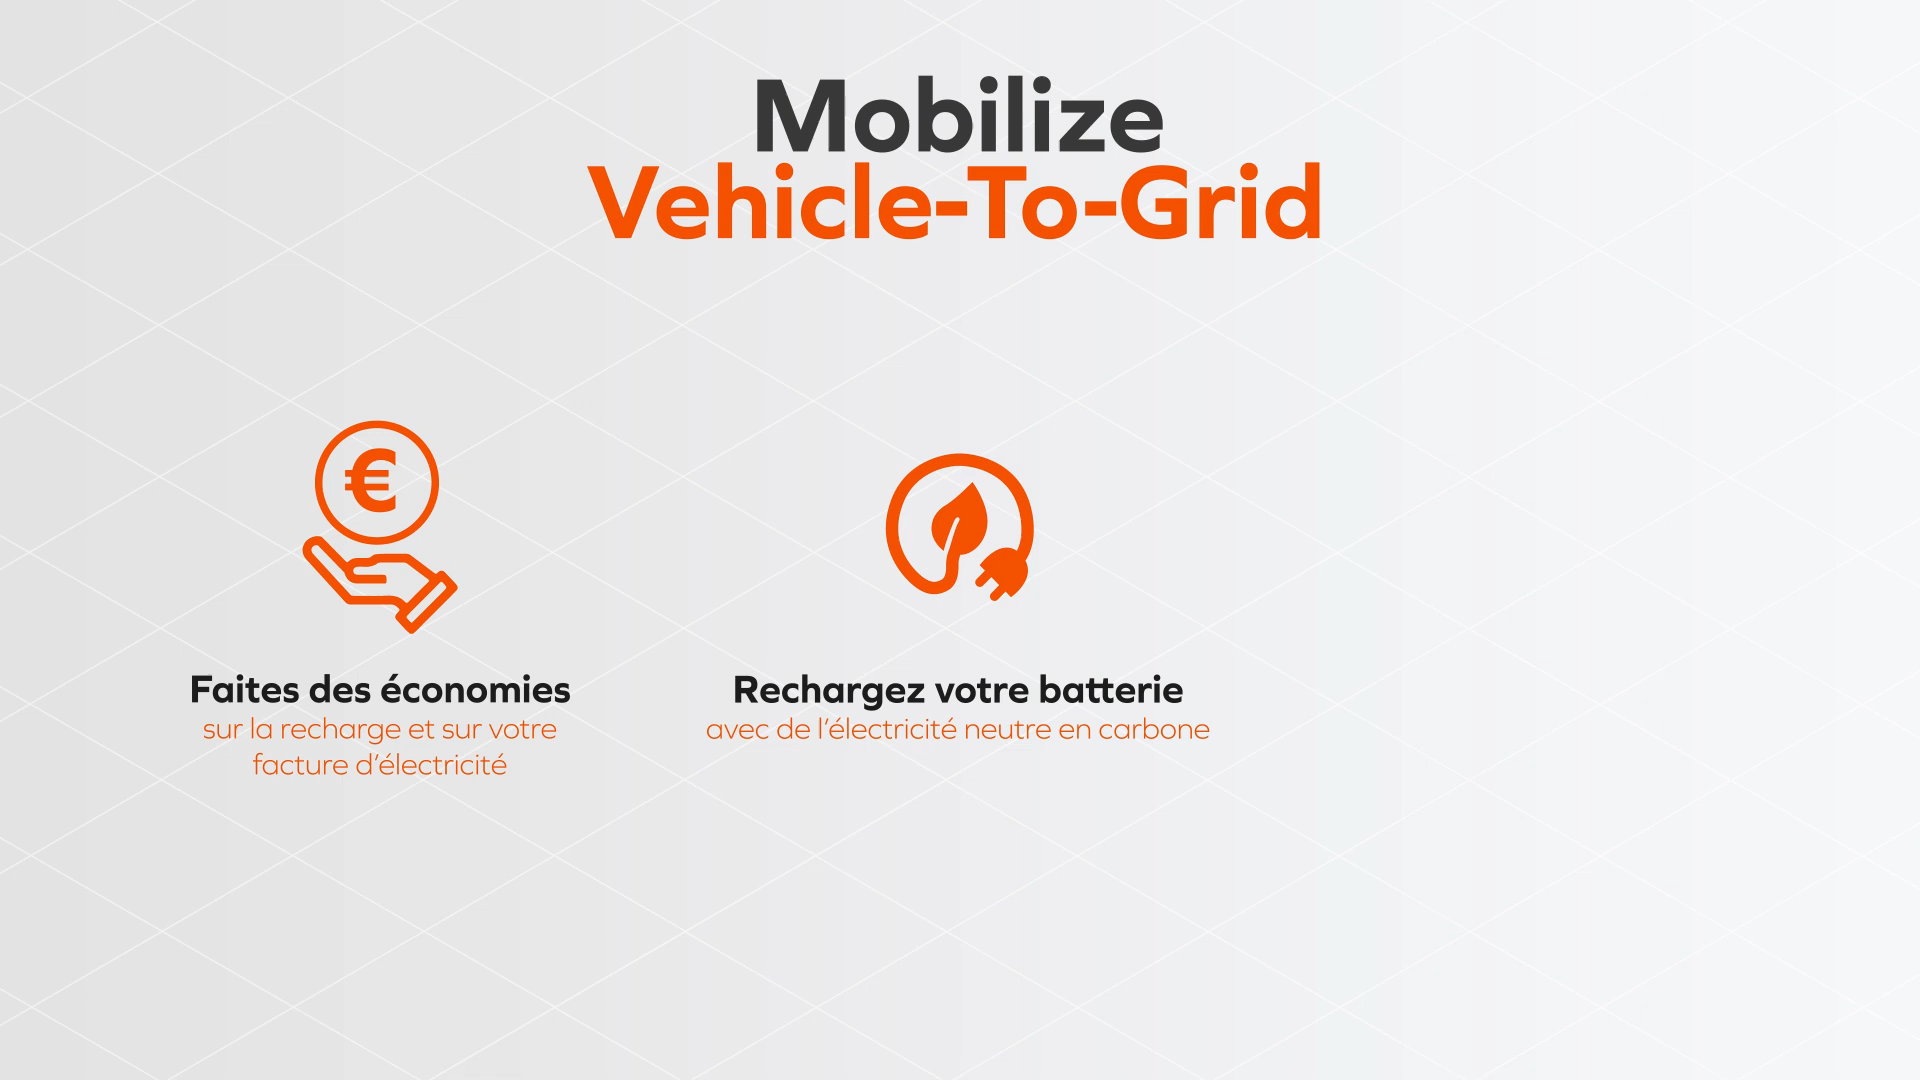 Mobilize
Vehicle-To-Grid
€
Faites des économies
sur la recharge et sur votre
facture d’électricité
Rechargez votre batterie
avec de l’électricité neutre en carbone